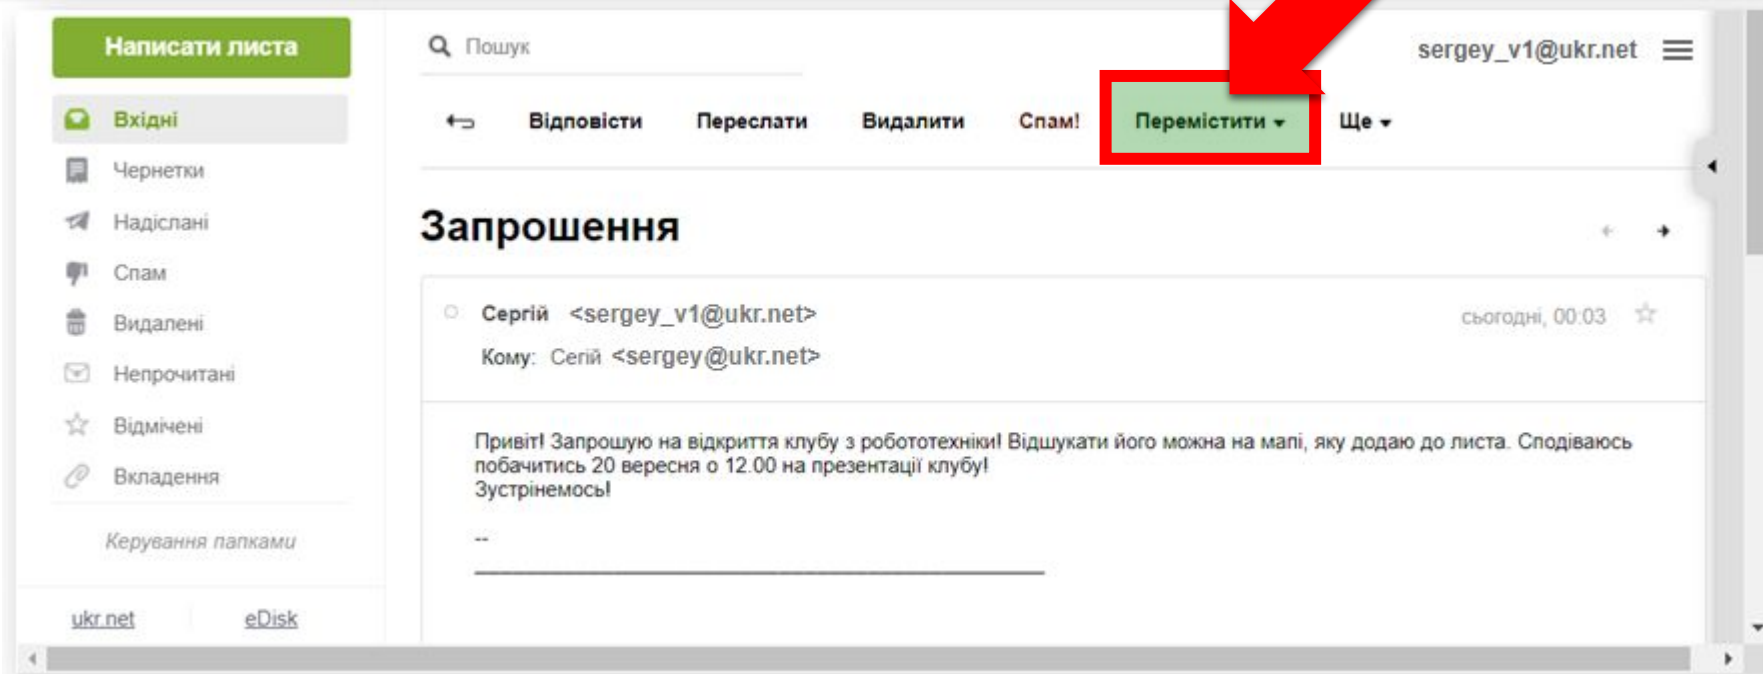 Написати листа
Пошук
sergey_v1@ukr.net
Вхідні
Відповісти Переслати Видалити Спам! Перемістити Ще
Чернетки
Надіслані
Спам
Видалені
Непрочитані
Відмічені
Вкладення
Керування папками
ukr.net eDisk
Запрошення
Сергій <sergey_v1@ukr.net>
сьогодні, 00:03
Кому: Сегій <sergey@ukr.net>
Привіт! Запрошую на відкриття клубу з робототехніки! Відшукати його можна на мапі, яку додаю до листа. Сподіваюсь
побачитись 20 вересня о 12.00 на презентації клубу!
Зустрінемось!
--